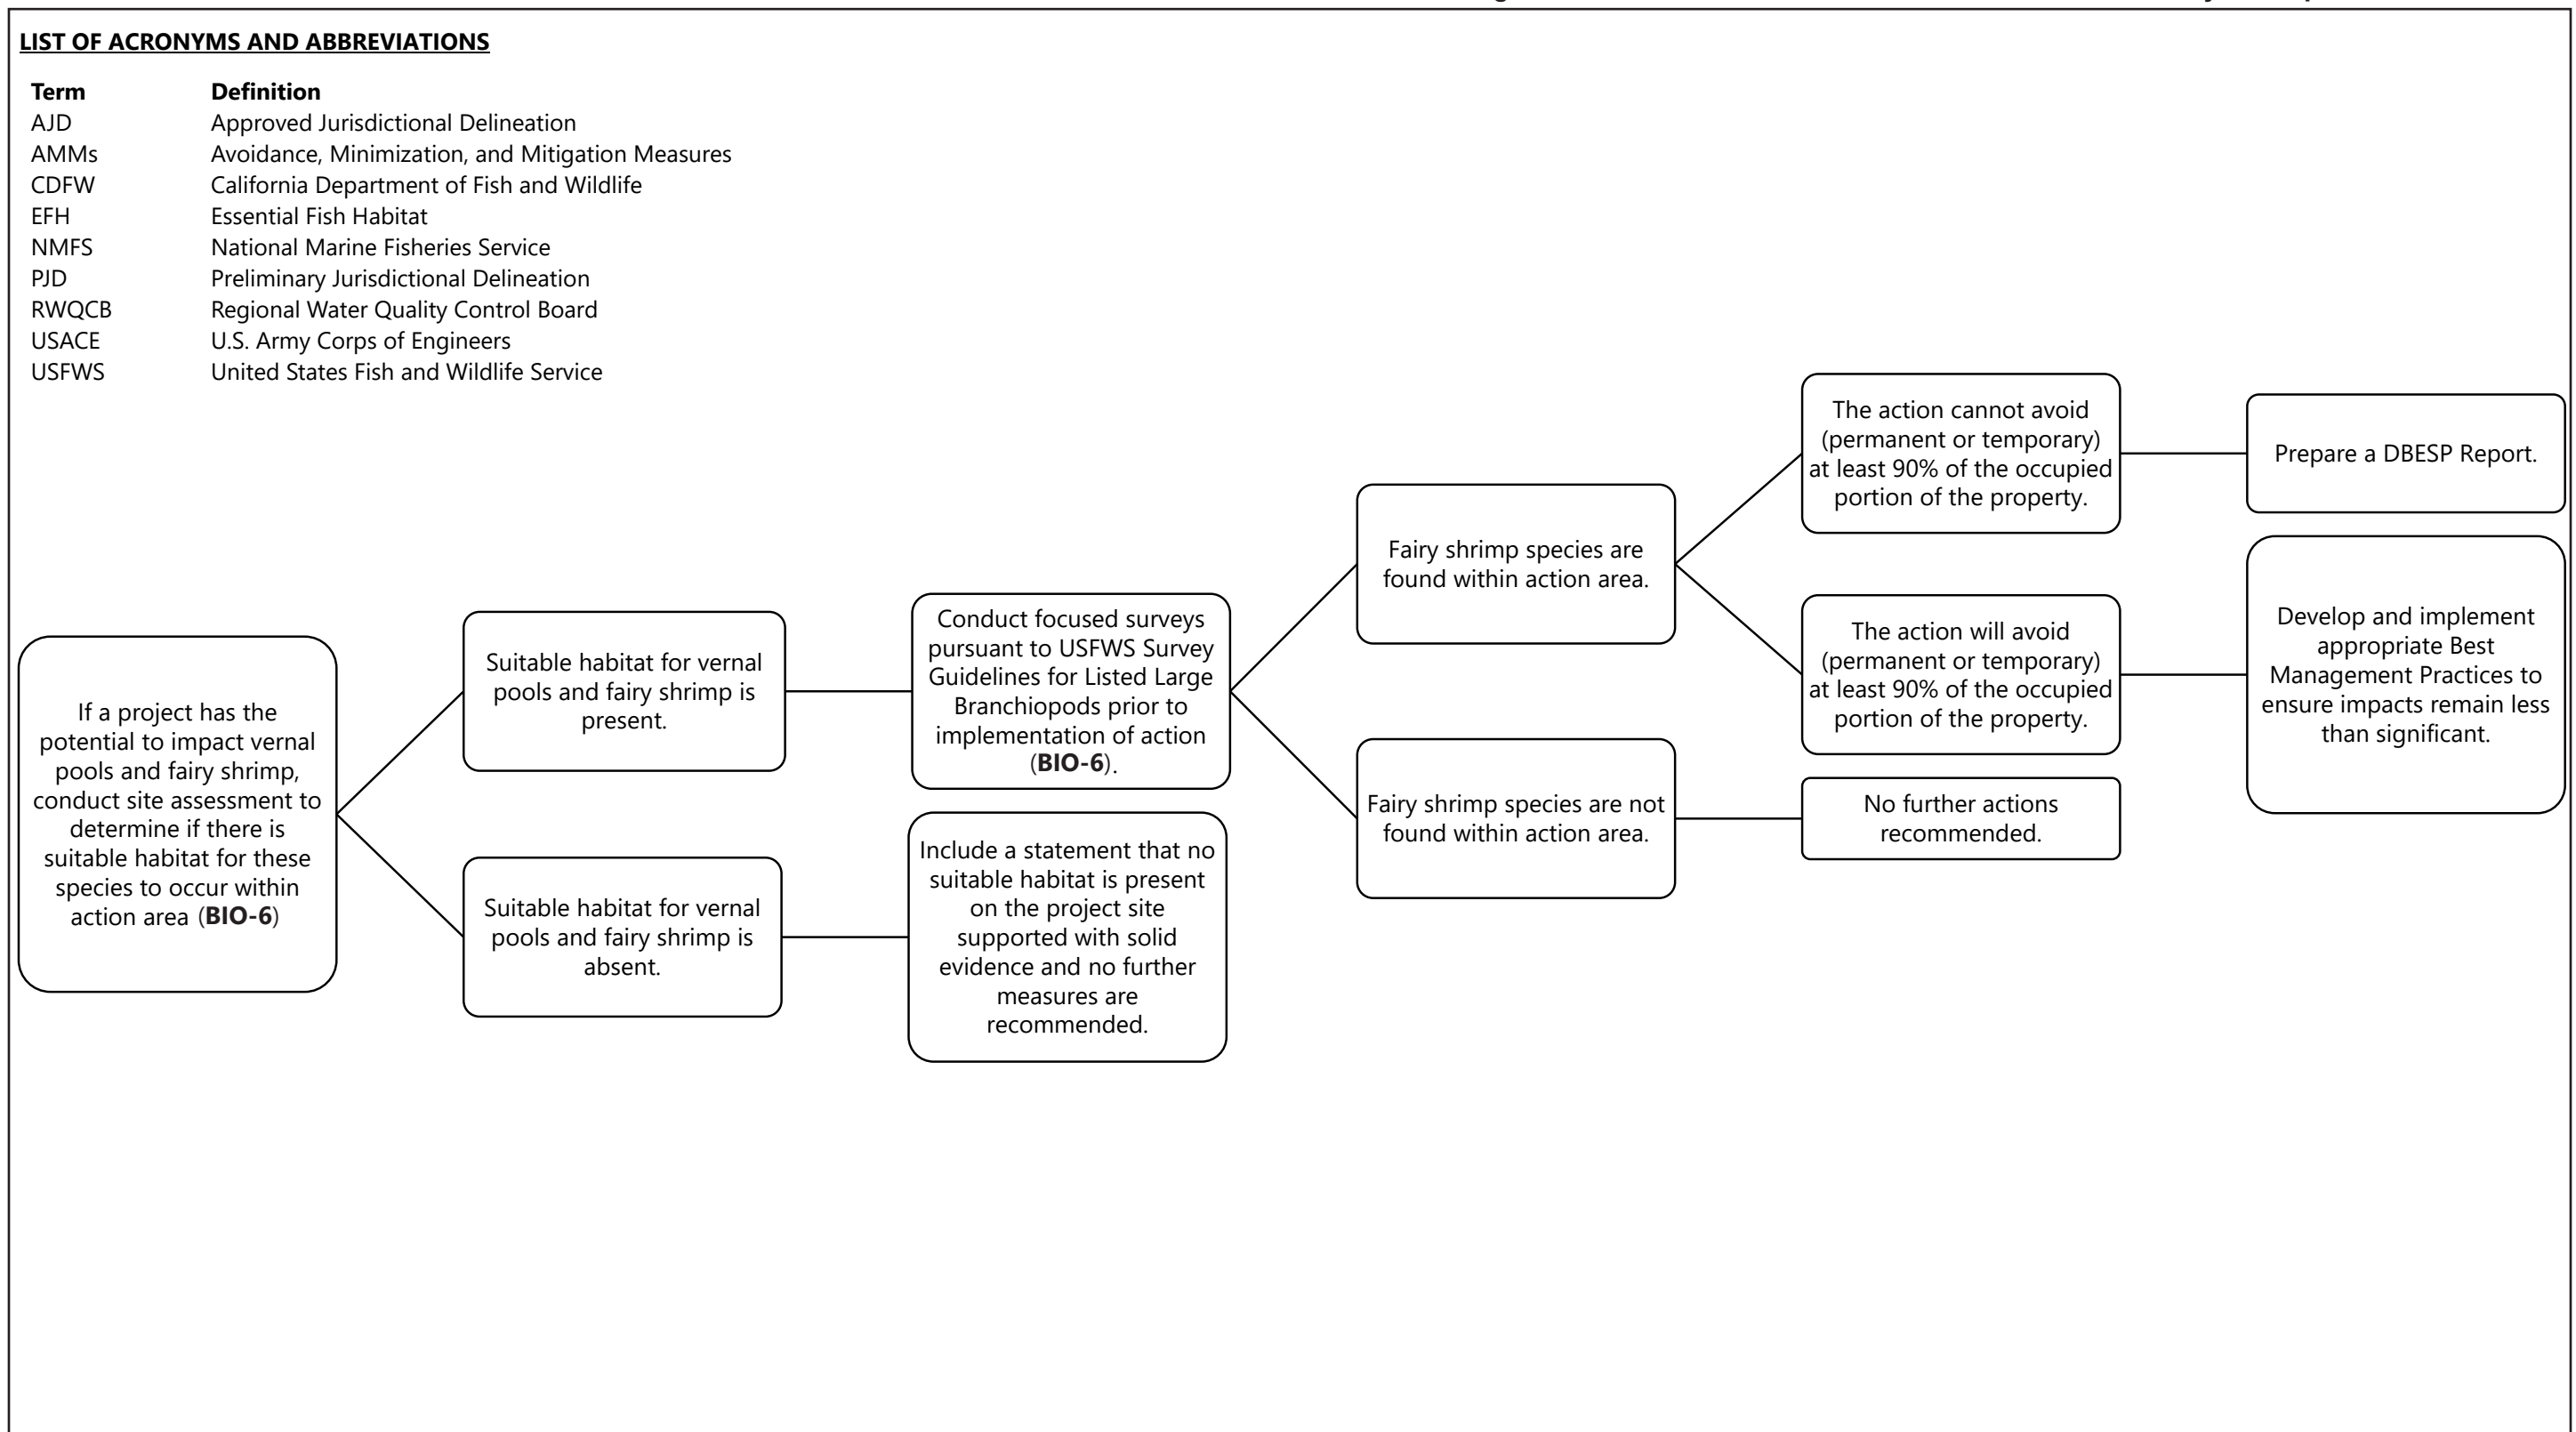 LIST OF ACRONYMS AND ABBREVIATIONS
Term Definition
AJD Approved Jurisdictional Delineation
AMMs Avoidance, Minimization, and Mitigation Measures
CDFW California Department of Fish and Wildlife
EFH Essential Fish Habitat
NMFS National Marine Fisheries Service
PJD Preliminary Jurisdictional Delineation
RWQCB Regional Water Quality Control Board
USACE U.S. Army Corps of Engineers
USFWS United States Fish and Wildlife Service
If a project has the
potential to impact vernal
pools and fairy shrimp,
conduct site assessment to
determine if there is
suitable habitat for these
species to occur within
action area (BIO-6)
Suitable habitat for vernal
pools and fairy shrimp is
present.
Suitable habitat for vernal
pools and fairy shrimp is
absent.
Conduct focused surveys
pursuant to USFWS Survey
Guidelines for Listed Large
Branchiopods prior to
implementation of action
(BIO-6).
Include a statement that no
suitable habitat is present
on the project site
supported with solid
evidence and no further
measures are
recommended.
Fairy shrimp species are
found within action area.
Fairy shrimp species are not
found within action area.
The action cannot avoid
(permanent or temporary)
at least 90% of the occupied
portion of the property.
The action will avoid
(permanent or temporary)
at least 90% of the occupied
portion of the property.
No further actions
recommended.
Prepare a DBESP Report.
Develop and implement
appropriate Best
Management Practices to
ensure impacts remain less
than significant.